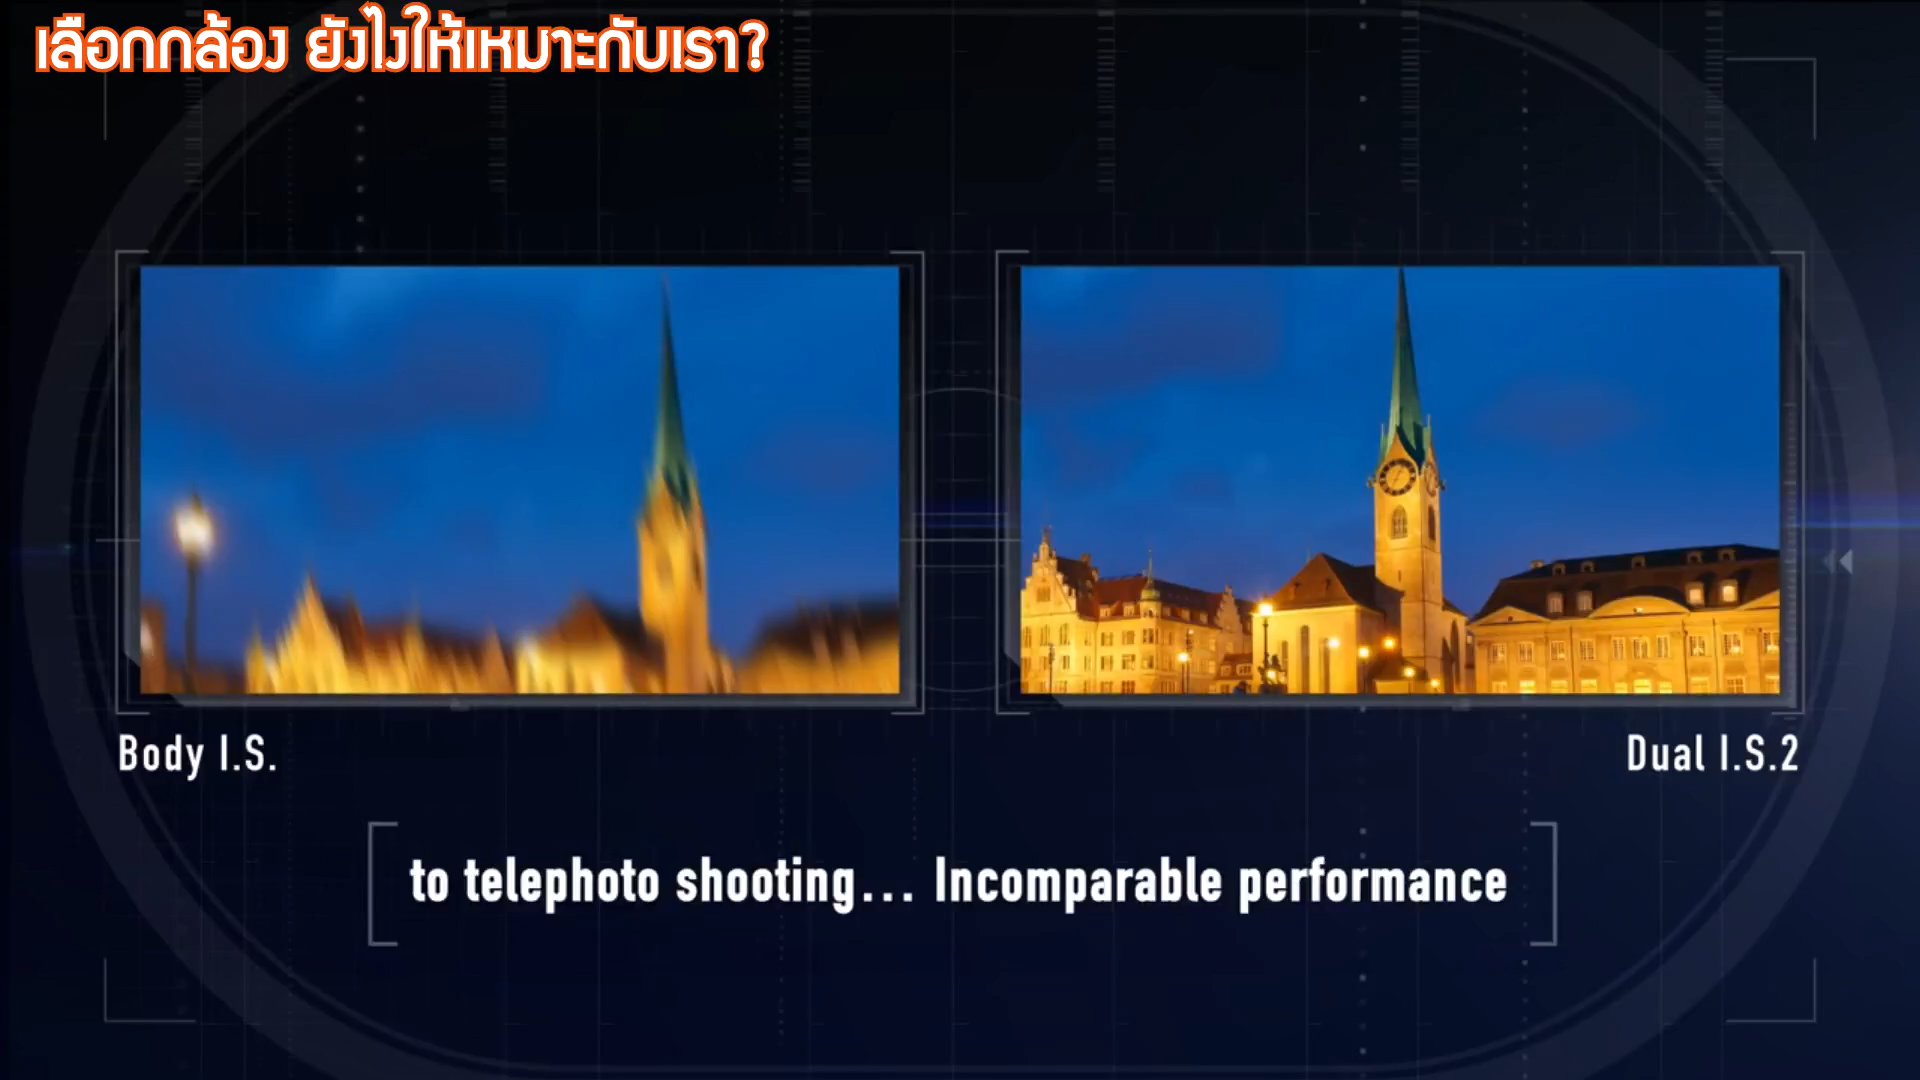 เลือกกล้อง ยังไงให้เหมาะกับเรา?
Body I.S.
Dual I.S.2
to telephoto shooting... Incomparable performance